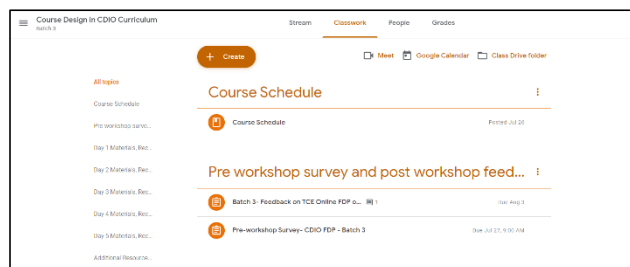 Course Design in CDIO Curriculum
Batch 3
Stream Classwork People Grades
+ Create
Meet Google Calendar Class Drive folder
All topics
Course Schedule
Pre workshop surve...
Day 1 Materials, Rec...
Day 2 Materials, Rec...
Day 3 Materials, Rec...
Day 4 Materials, Rec...
Day 5 Materials, Rec...
Additional Resource...
Course Schedule
Course Schedule Posted Jul 28
Pre workshop survey and post workshop feed...
Batch 3- Feedback on TCE Online FDP o... 1 Due Aug 3
Pre-workshop Survey- CDIO FDP - Batch 3 Due Jul 27, 9:00 AM